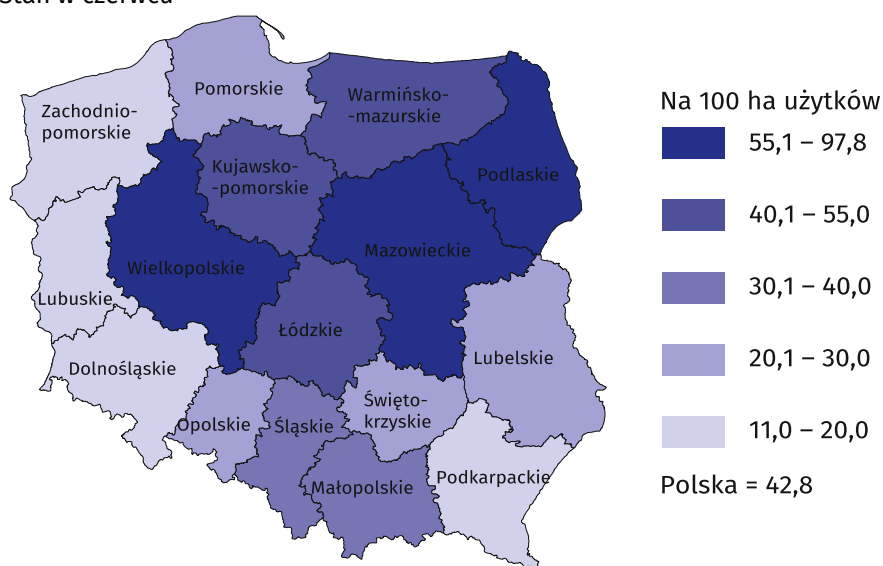 Stan w czerwcu
Pomorskie
Warmińsko-
-mazurskie
Zachodnio-
pomorskie
Kujawsko-
-pomorskie
Podlaskie
Mazowieckie
Wielkopolskie
Lubuskie
Łódzkie
Lubelskie
Dolnośląskie
Święto-
krzyskie
Opolskie
Śląskie
Podkarpackie
Małopolskie
Na 100 ha użytków
55,1 – 97,8
40,1 – 55,0
30,1 – 40,0
20,1 – 30,0
11,0 – 20,0
Polska = 42,8